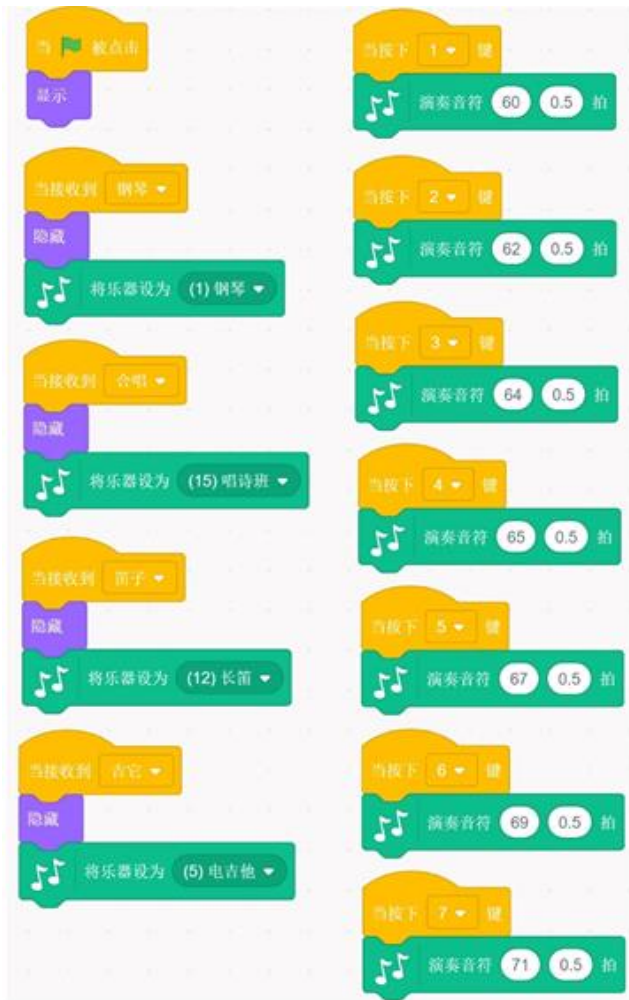 当 被点击
显示
当接收到 钢琴
隐藏
将乐器设为 (1) 钢琴
当接收到 合唱
隐藏
将乐器设为 (15) 唱诗班
当接收到 笛子
隐藏
将乐器设为 (12) 长笛
当接收到 吉它
隐藏
将乐器设为 (5) 电吉他
当按下 1 键
演奏音符 60 0.5 拍
当按下 2 键
演奏音符 62 0.5 拍
当按下 3 键
演奏音符 64 0.5 拍
当按下 4 键
演奏音符 65 0.5 拍
当按下 5 键
演奏音符 67 0.5 拍
当按下 6 键
演奏音符 69 0.5 拍
当按下 7 键
演奏音符 71 0.5 拍